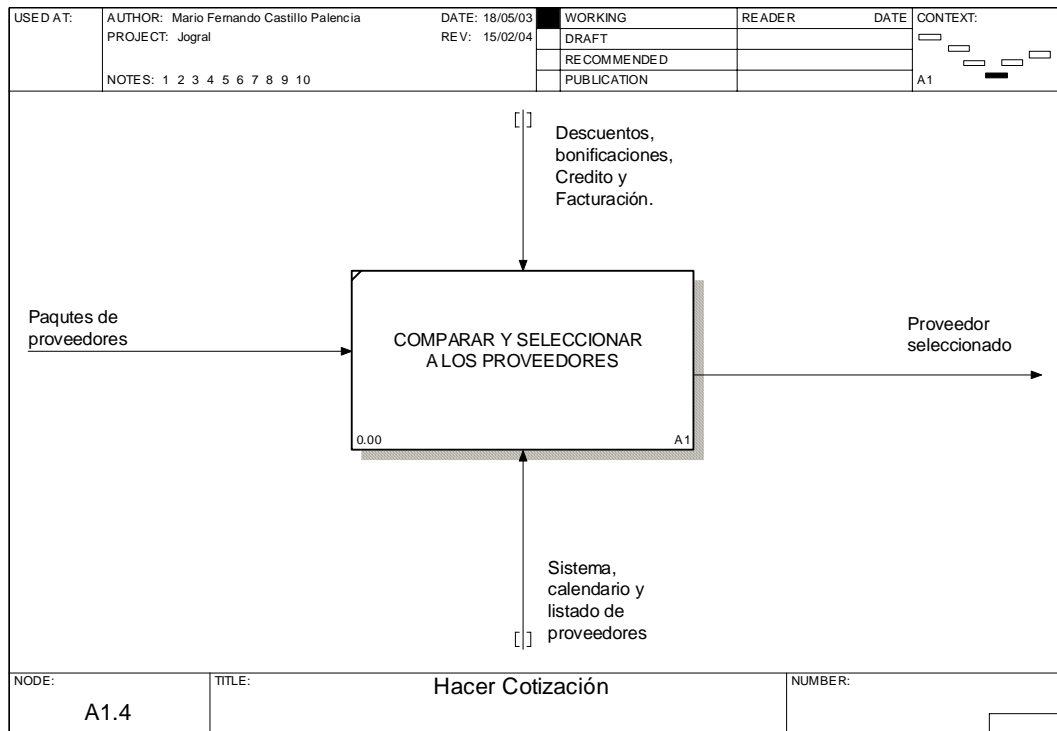 USED AT:
AUTHOR: Mario Fernando Castillo Palencia
DATE: 18/05/03
PROJECT: Jogral
REV: 15/02/04
NOTES: 1 2 3 4 5 6 7 8 9 10
WORKING
DRAFT
RECOMMENDED
PUBLICATION
READER
DATE
CONTEXT:
A1
Descuentos,
bonificaciones,
Credito y
Facturación.
Paqutes de
proveedores
COMPARAR Y SELECCIONAR
A LOS PROVEEDORES
0.00
A1
Proveedor
seleccionado
Sistema,
calendario y
listado de
proveedores
NODE:
A1.4
TITLE:
Hacer Cotización
NUMBER: